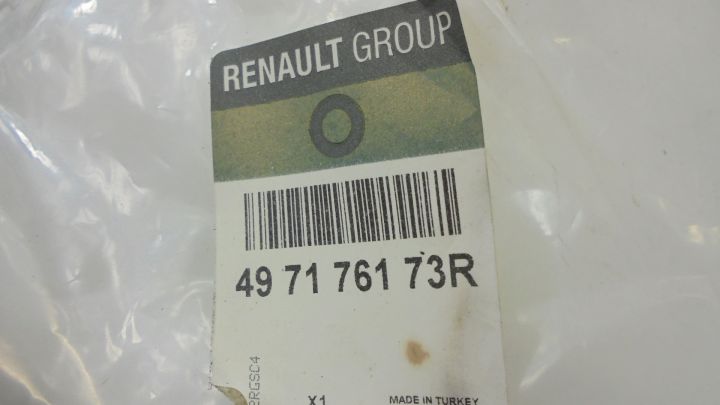 RENAULT GROUP
49 71 761 73R
X1
MADE IN TURKEY